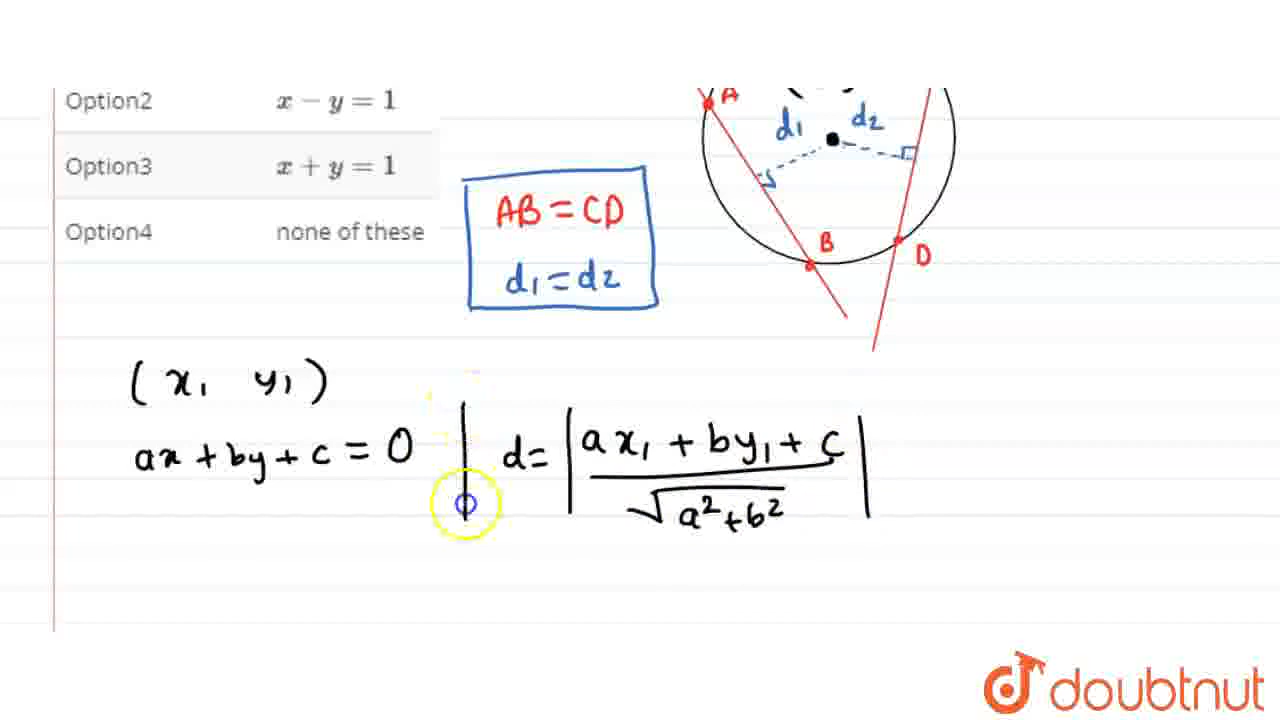 Option2 x − y = 1
Option3 x + y = 1
Option4 none of these
A
d1 d2
AB = CD
d1 = d2
B
D
(x1 y1)
ax + by + c = 0
d = | ax1 + by1 + c / √a² + b² |
doubtnut